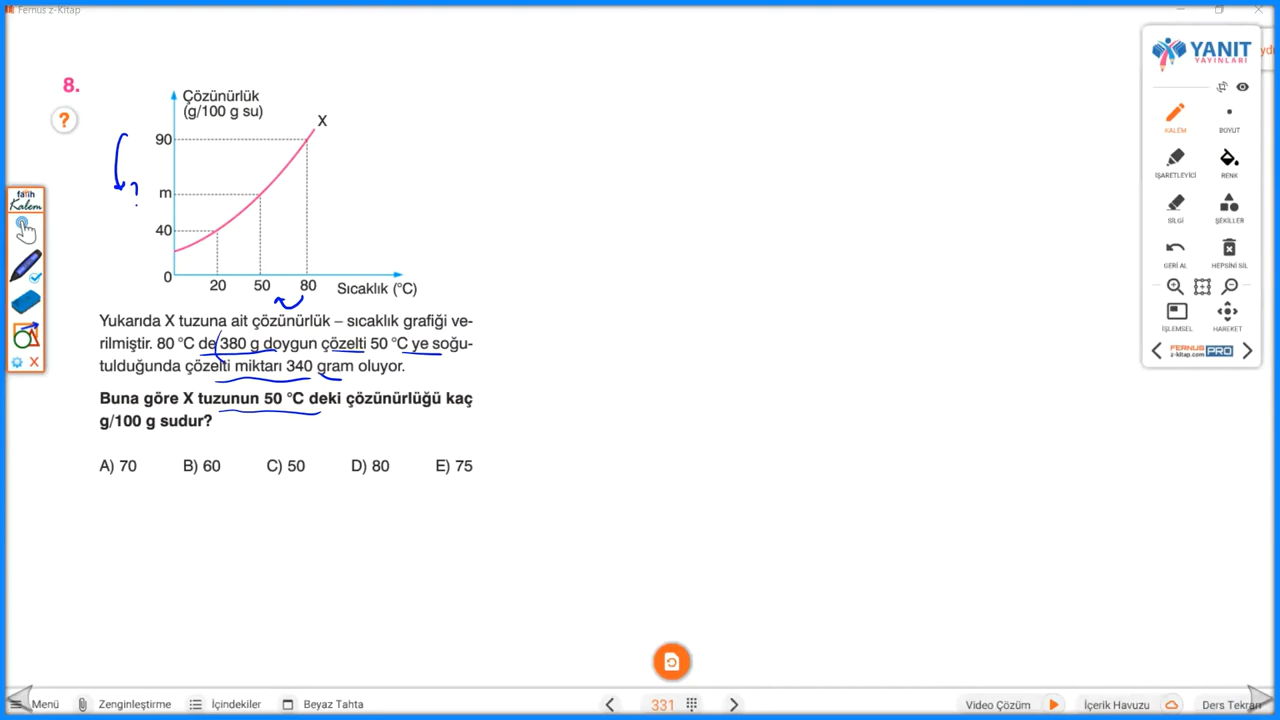 Fernus z-Kitap
8.
?
Çözünürlük
(g/100 g su)
X
90
m
40
0
20 50 80 Sıcaklık (°C)
?
Yukarıda X tuzuna ait çözünürlük – sıcaklık grafiği ve-
rilmiştir. 80 °C de 380 g doygun çözelti 50 °C ye soğu-
tulduğunda çözelti miktarı 340 gram oluyor.
Buna göre X tuzunun 50 °C deki çözünürlüğü kaç
g/100 g sudur?
A) 70 B) 60 C) 50 D) 80 E) 75
fatih
Kalem
X
YANIT
YAYINLARI
KALEM BOYUT
İŞARETLEYİCİ RENK
SİLGİ ŞEKİLLER
GERİ AL HEPSİNİ SİL
İŞLEMSEL HAREKET
FERNUS PRO
z-kitap.com
Menü Zenginleştirme İçindekiler Beyaz Tahta 331 Video Çözüm İçerik Havuzu Ders Tekrarı